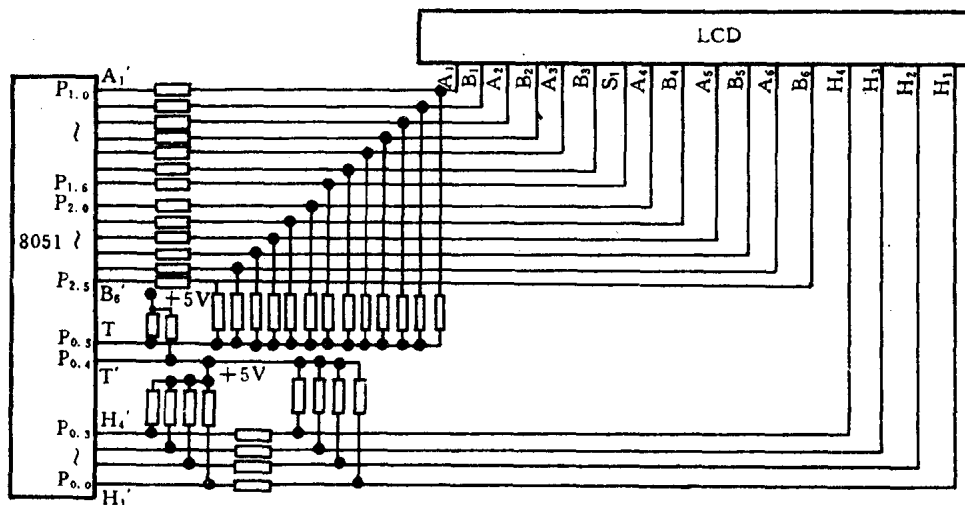 LCD
A₁ B₁ A₂ B₂ A₃ B₃ S₁ A₄ B₄ A₅ B₅ A₆ B₆ H₄ H₃ H₂ H₁
A₁′
P₁.₀
~
P₁.₆
P₂.₀
8051 ~
P₂.₅
B₆′
+5V
T
P₀.₅
P₀.₄
T′
+5V
H₄′
P₀.₃
~
P₀.₀
H₁′